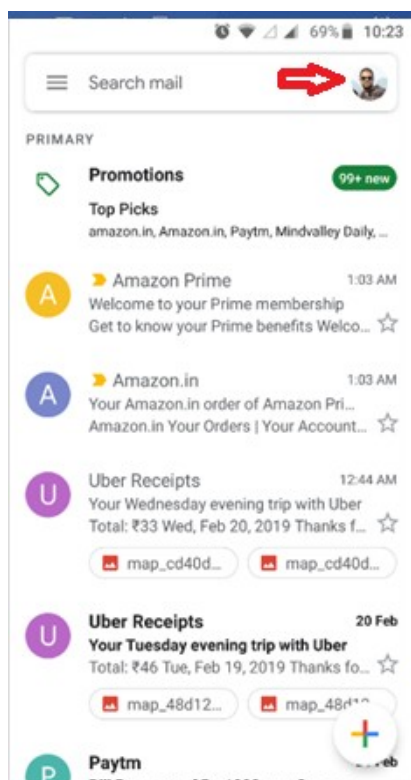 69% 10:23
Search mail
PRIMARY
Promotions 99+ new
Top Picks
amazon.in, Amazon.in, Paytm, Mindvalley Daily, ...
A Amazon Prime 1:03 AM
Welcome to your Prime membership
Get to know your Prime benefits Welco...
A Amazon.in 1:03 AM
Your Amazon.in order of Amazon Pri...
Amazon.in Your Orders | Your Account...
U Uber Receipts 12:44 AM
Your Wednesday evening trip with Uber
Total: ₹33 Wed, Feb 20, 2019 Thanks f...
map_cd40d... map_cd40d...
U Uber Receipts 20 Feb
Your Tuesday evening trip with Uber
Total: ₹46 Tue, Feb 19, 2019 Thanks fo...
map_48d12... map_48d12
P Paytm Feb